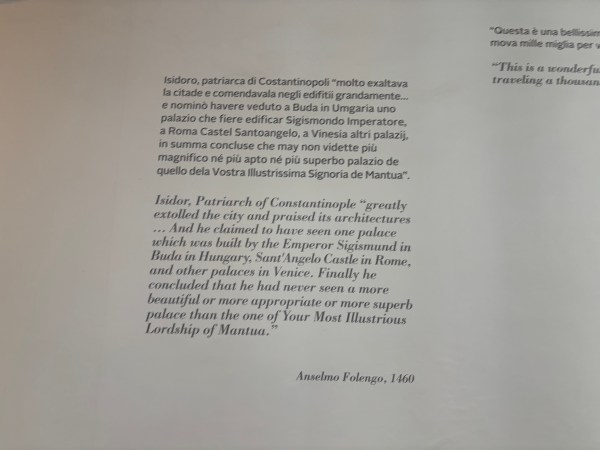 Isidoro, patriarca di Costantinopoli "molto exaltava
la citade e comendavala negli edifitii grandamente...
e nominò havere veduto a Buda in Umgaria uno
palazio che fiere edificar Sigismondo Imperatore,
a Roma Castel Santoangelo, a Vinesia altri palazij,
in summa concluse che may non vidette più
magnifico né più apto né più superbo palazio de
quello dela Vostra Illustrissima Signoria de Mantua".
Isidor, Patriarch of Constantinople "greatly
extolled the city and praised its architectures
... And he claimed to have seen one palace
which was built by the Emperor Sigismund in
Buda in Hungary, Sant'Angelo Castle in Rome,
and other palaces in Venice. Finally he
concluded that he had never seen a more
beautiful or more appropriate or more superb
palace than the one of Your Most Illustrious
Lordship of Mantua."
Anselmo Folengo, 1460
"Questa è una
mova mille miglia per
"This is a
traveling a